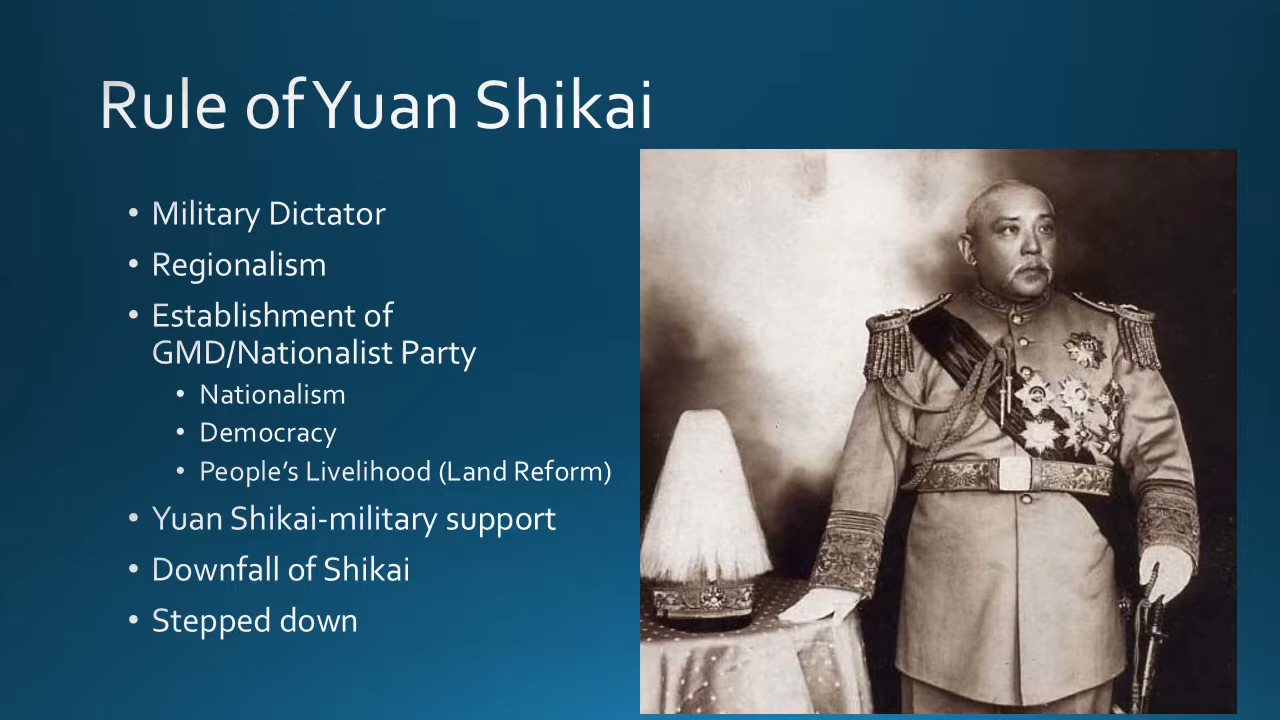 Rule of Yuan Shikai
• Military Dictator
• Regionalism
• Establishment of
GMD/Nationalist Party
• Nationalism
• Democracy
• People’s Livelihood (Land Reform)
• Yuan Shikai-military support
• Downfall of Shikai
• Stepped down